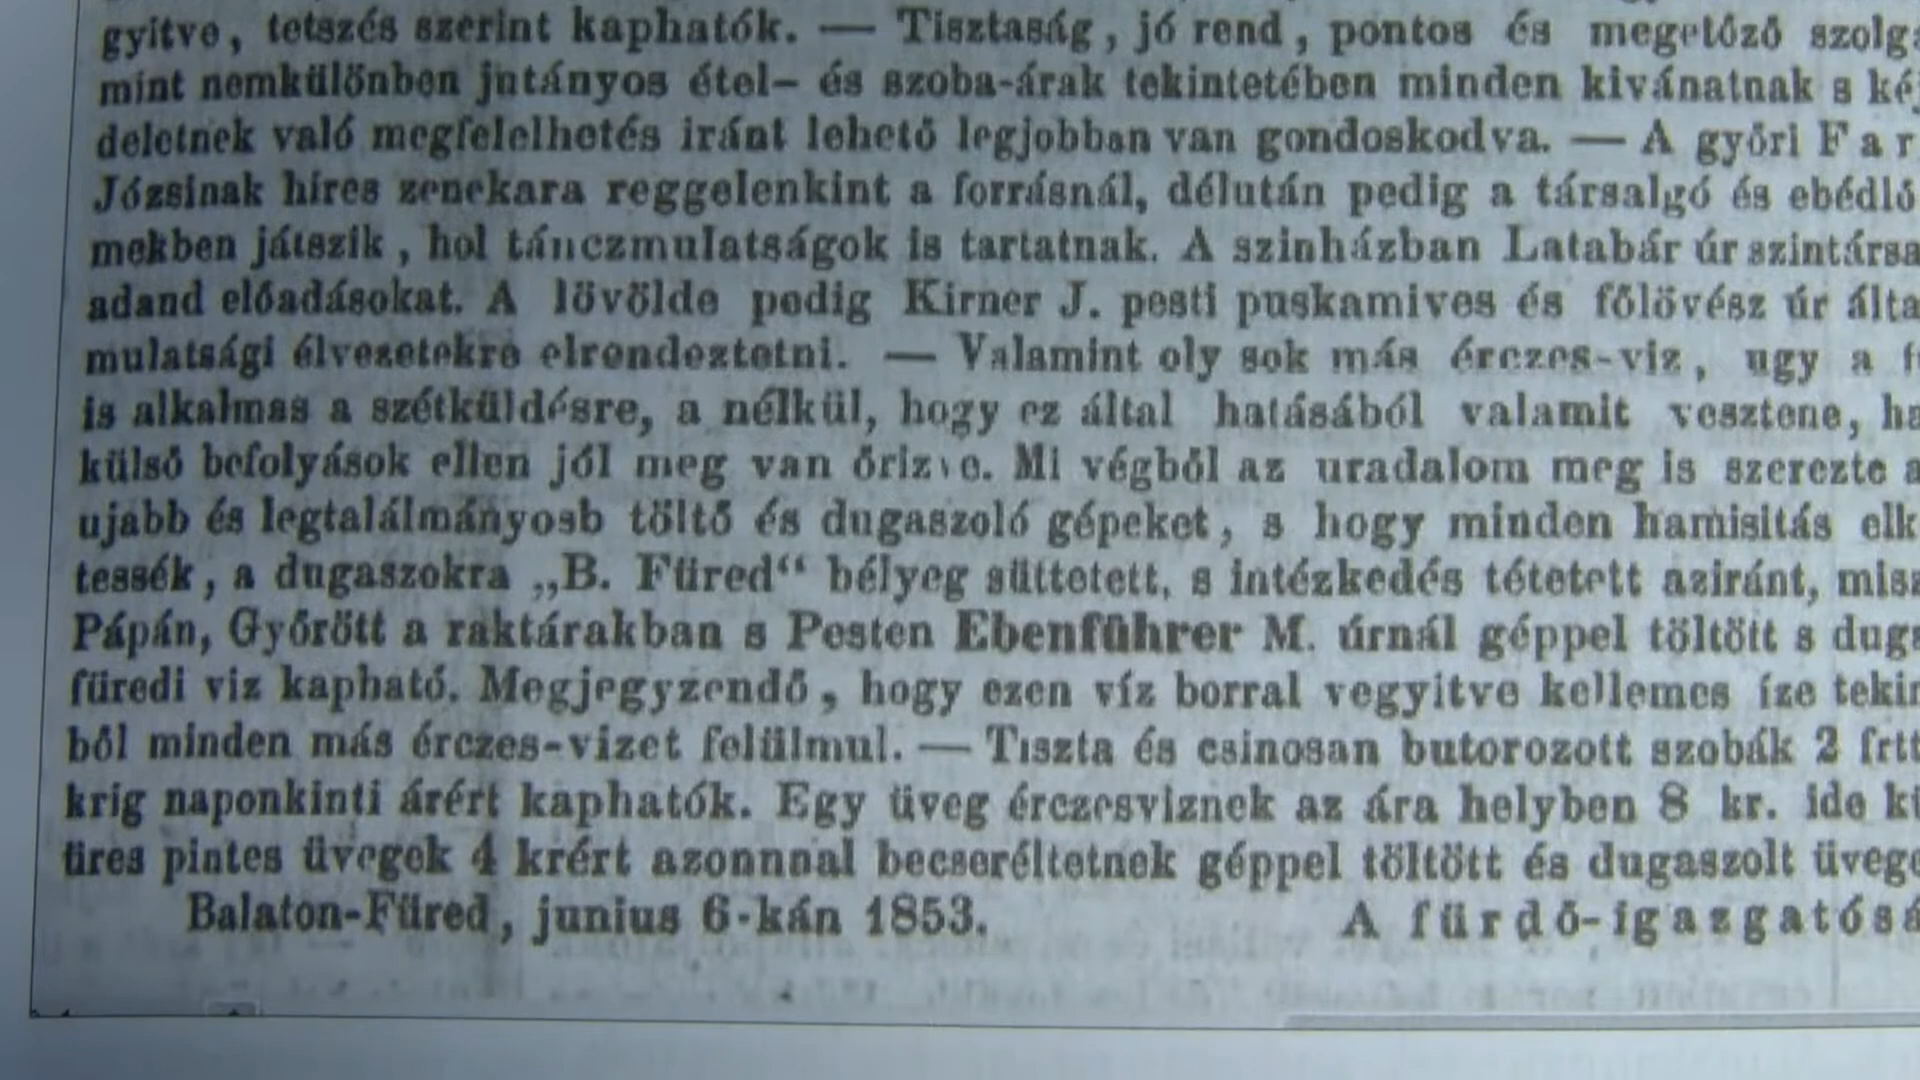 gyitve, tetszés szerint kaphatók. — Tisztaság, jó rend, pontos és megelőző szolg
mint nemkülönben jutányos étel- és szoba-árak tekintetében minden kivánatnak s ké
deletnek való megfelelhetés iránt lehető legjobban van gondoskodva. — A győri Far
Józsinak híres zenekara reggelenkint a forrásnál, délután pedig a társalgó és ebédlő
mekben játszik, hol tánczmulatságok is tartatnak. A szinházban Latabár úr szintársa
adand előadásokat. A lövölde pedig Kirner J. pesti puskamives és főlövész úr álta
mulatsági élvezetekre elrendeztetni. — Valamint oly sok más érczes-viz, ugy a f
is alkalmas a szétküldésre, a nélkül, hogy ez által hatásából valamit vesztene, ha
külső befolyások ellen jól meg van őrizve. Mi végből az uradalom meg is szerezte a
ujabb és legtalálmányosb töltő és dugaszoló gépeket, s hogy minden hamisitás elk
tessék, a dugaszokra „B. Füred“ bélyeg süttetett, s intézkedés tétetett aziránt, misz
Pápán, Győrött a raktárakban s Pesten Ebenführer M. úrnál géppel töltött s duga
füredi viz kapható. Megjegyzendő, hogy ezen víz borral vegyitve kellemes íze tekin
ből minden más érczes-vizet felülmul. — Tiszta és csinosan butorozott szobák 2 frtt
krig naponkinti árért kaphatók. Egy üveg érczesviznek az ára helyben 8 kr. ide ki
üres pintes üvegek 4 krért azonnnal becseréltetnek géppel töltött és dugaszolt üvege
Balaton-Füred, junius 6-kán 1853. A fürdő-igazgatósá